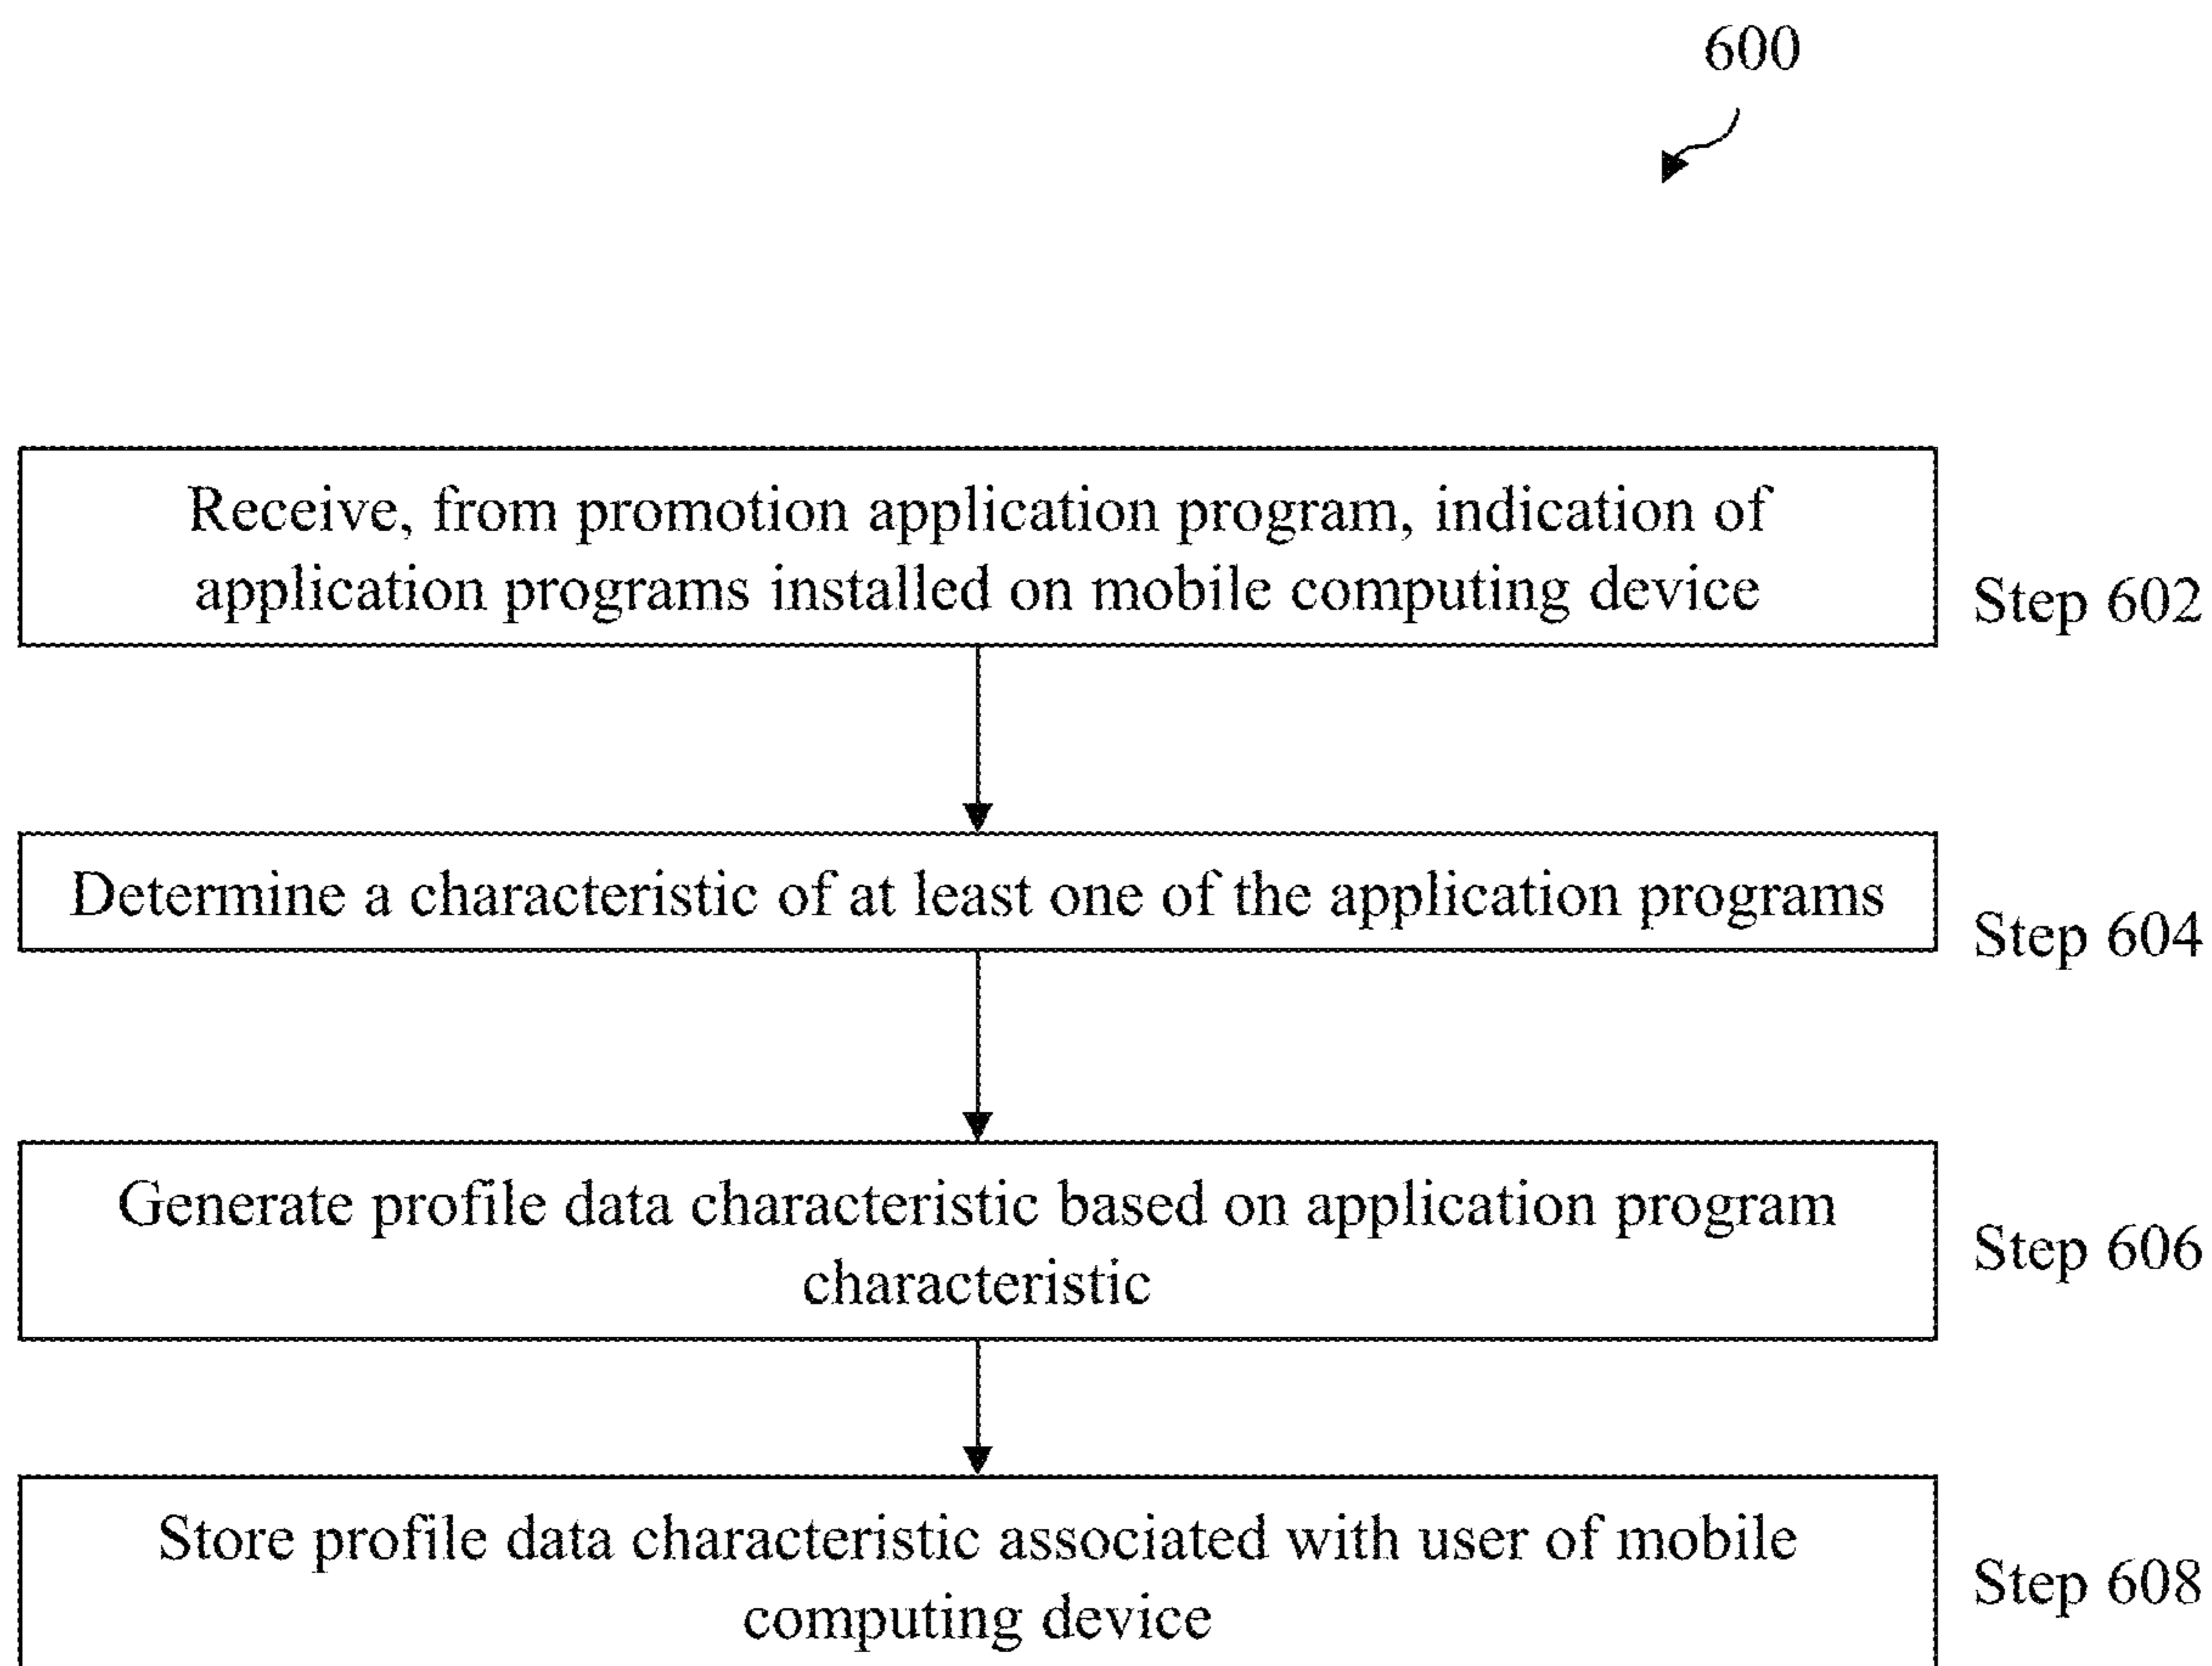 600
Receive, from promotion application program, indication of
application programs installed on mobile computing device
Step 602
Determine a characteristic of at least one of the application programs
Step 604
Generate profile data characteristic based on application program
characteristic
Step 606
Store profile data characteristic associated with user of mobile
computing device
Step 608